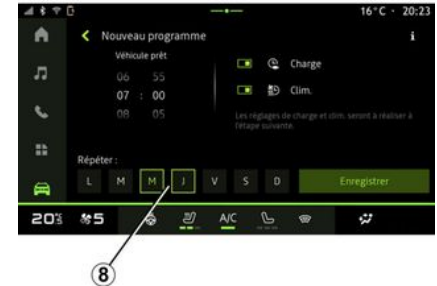 16°C · 20:23
Nouveau programme
i
Véhicule prêt
06 55
07 : 00
08 05
Charge
Clim.
Les réglages de charge et clim. seront à réaliser à
l'étape suivante.
Répéter :
L M M J V S D
Enregistrer
20°5 5 A/C
8